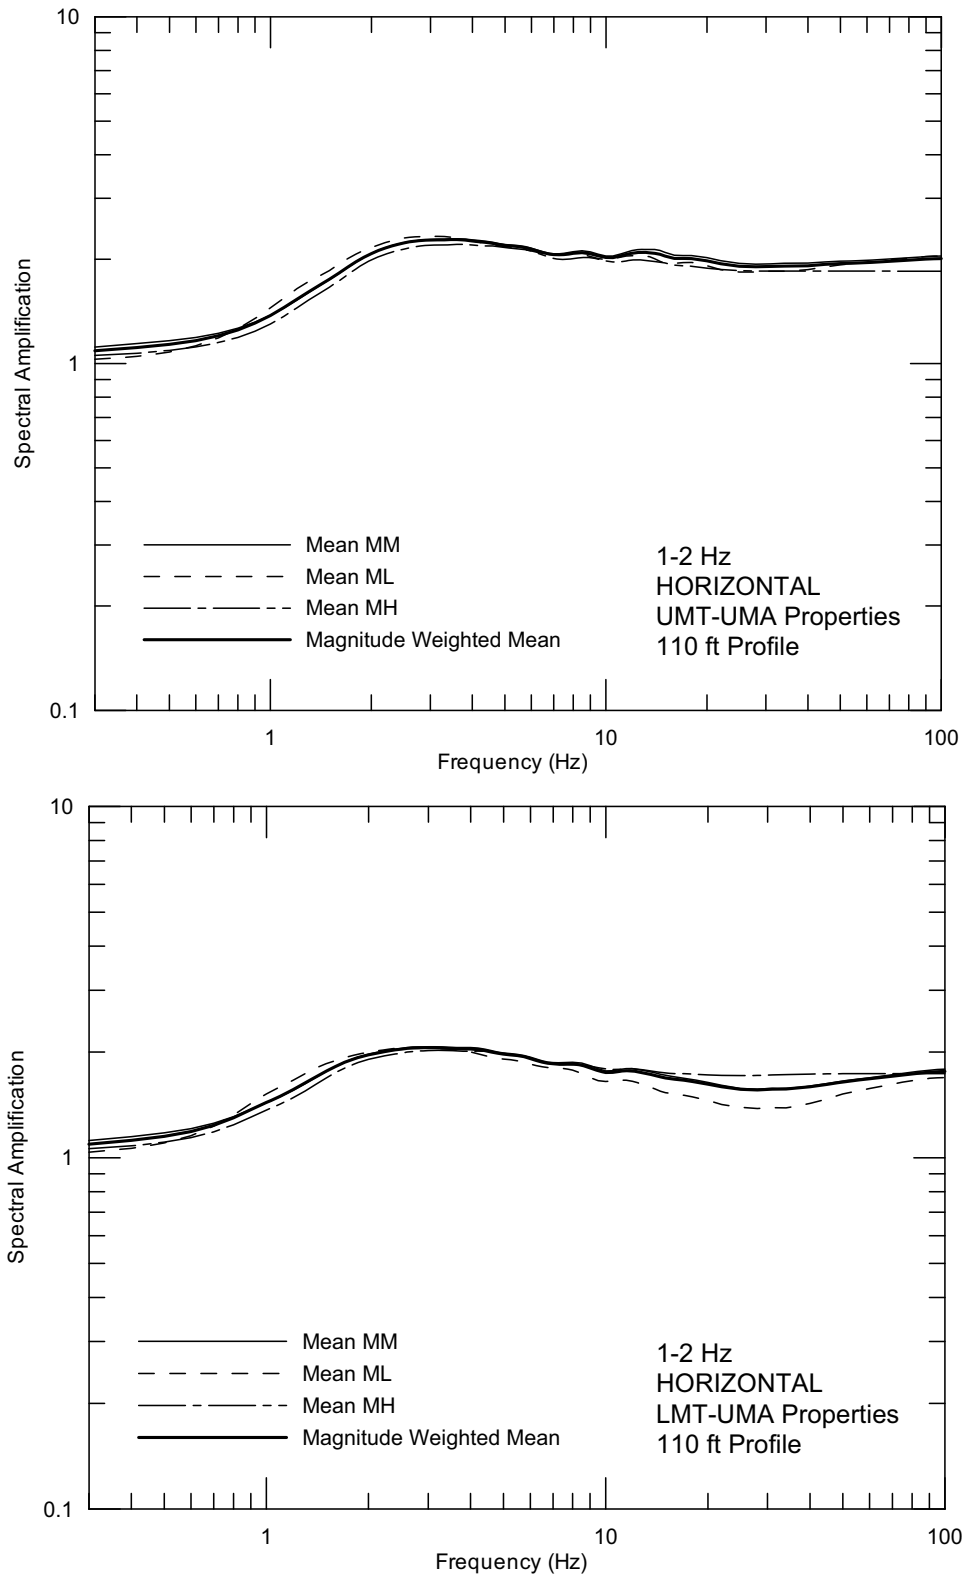 10
1
0.1
Spectral Amplification
Mean MM
Mean ML
Mean MH
Magnitude Weighted Mean
1-2 Hz
HORIZONTAL
UMT-UMA Properties
110 ft Profile
1
10
100
Frequency (Hz)
10
1
0.1
Spectral Amplification
Mean MM
Mean ML
Mean MH
Magnitude Weighted Mean
1-2 Hz
HORIZONTAL
LMT-UMA Properties
110 ft Profile
1
10
100
Frequency (Hz)